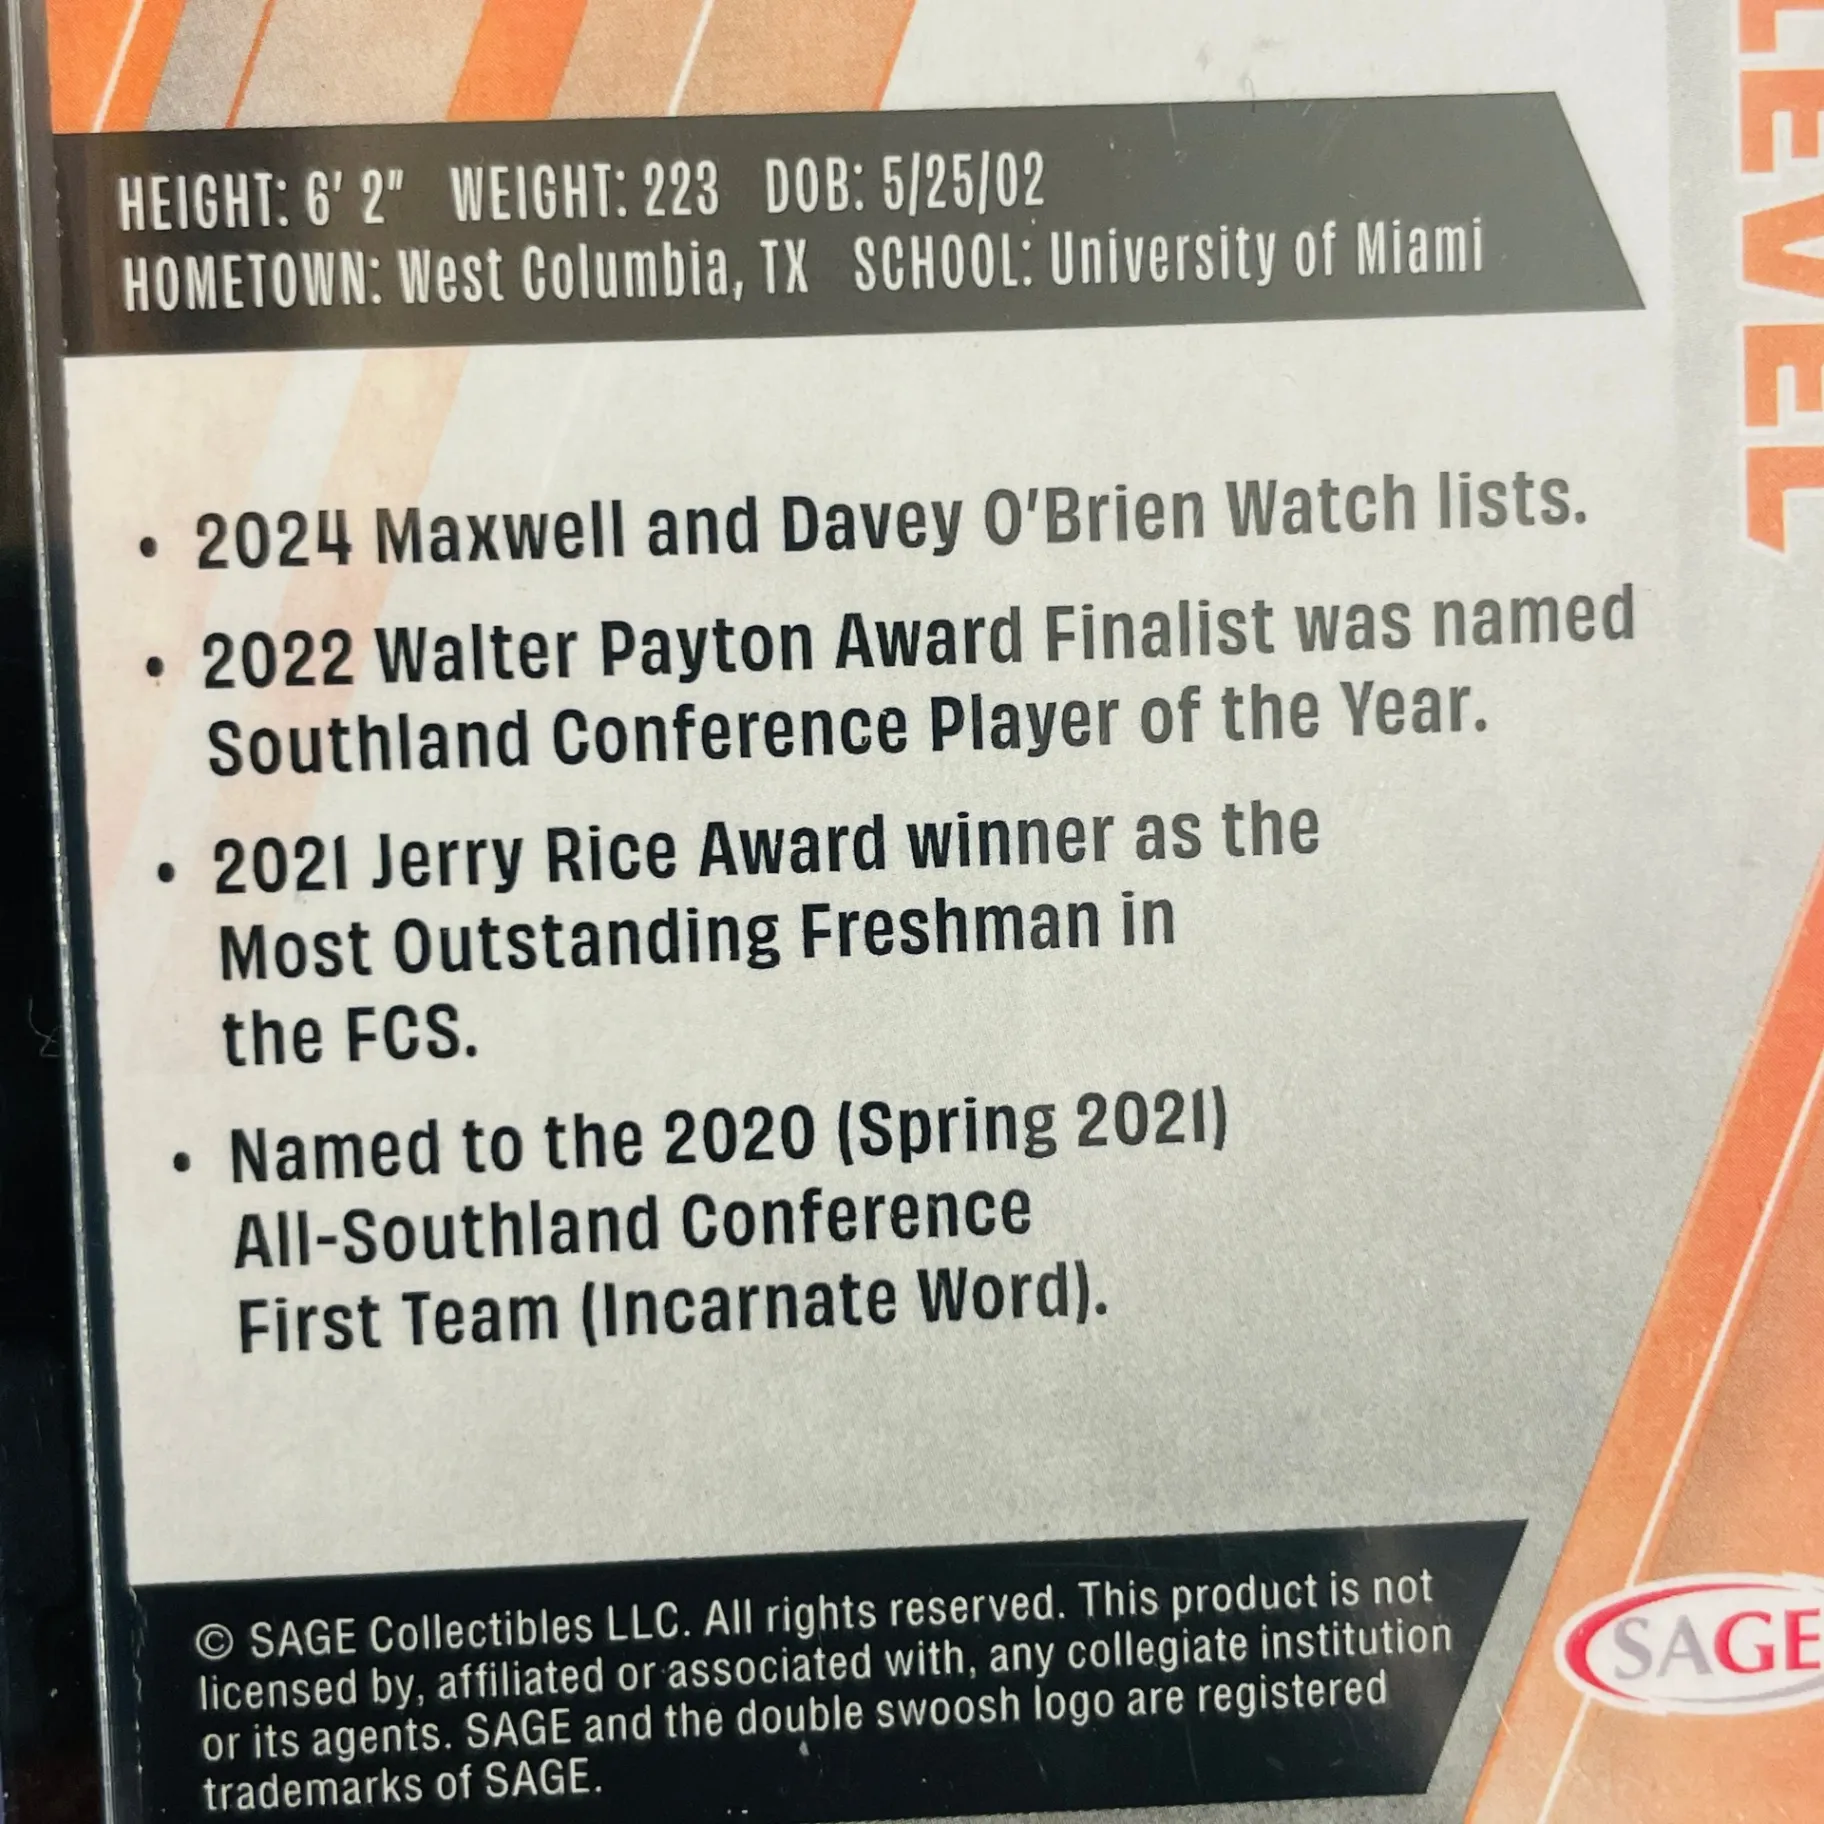 HEIGHT: 6' 2" WEIGHT: 223 DOB: 5/25/02
HOMETOWN: West Columbia, TX SCHOOL: University of Miami
• 2024 Maxwell and Davey O'Brien Watch lists.
• 2022 Walter Payton Award Finalist was named
Southland Conference Player of the Year.
• 2021 Jerry Rice Award winner as the
Most Outstanding Freshman in
the FCS.
• Named to the 2020 (Spring 2021)
All-Southland Conference
First Team (Incarnate Word).
© SAGE Collectibles LLC. All rights reserved. This product is not
licensed by, affiliated or associated with, any collegiate institution
or its agents. SAGE and the double swoosh logo are registered
trademarks of SAGE.
SAGE